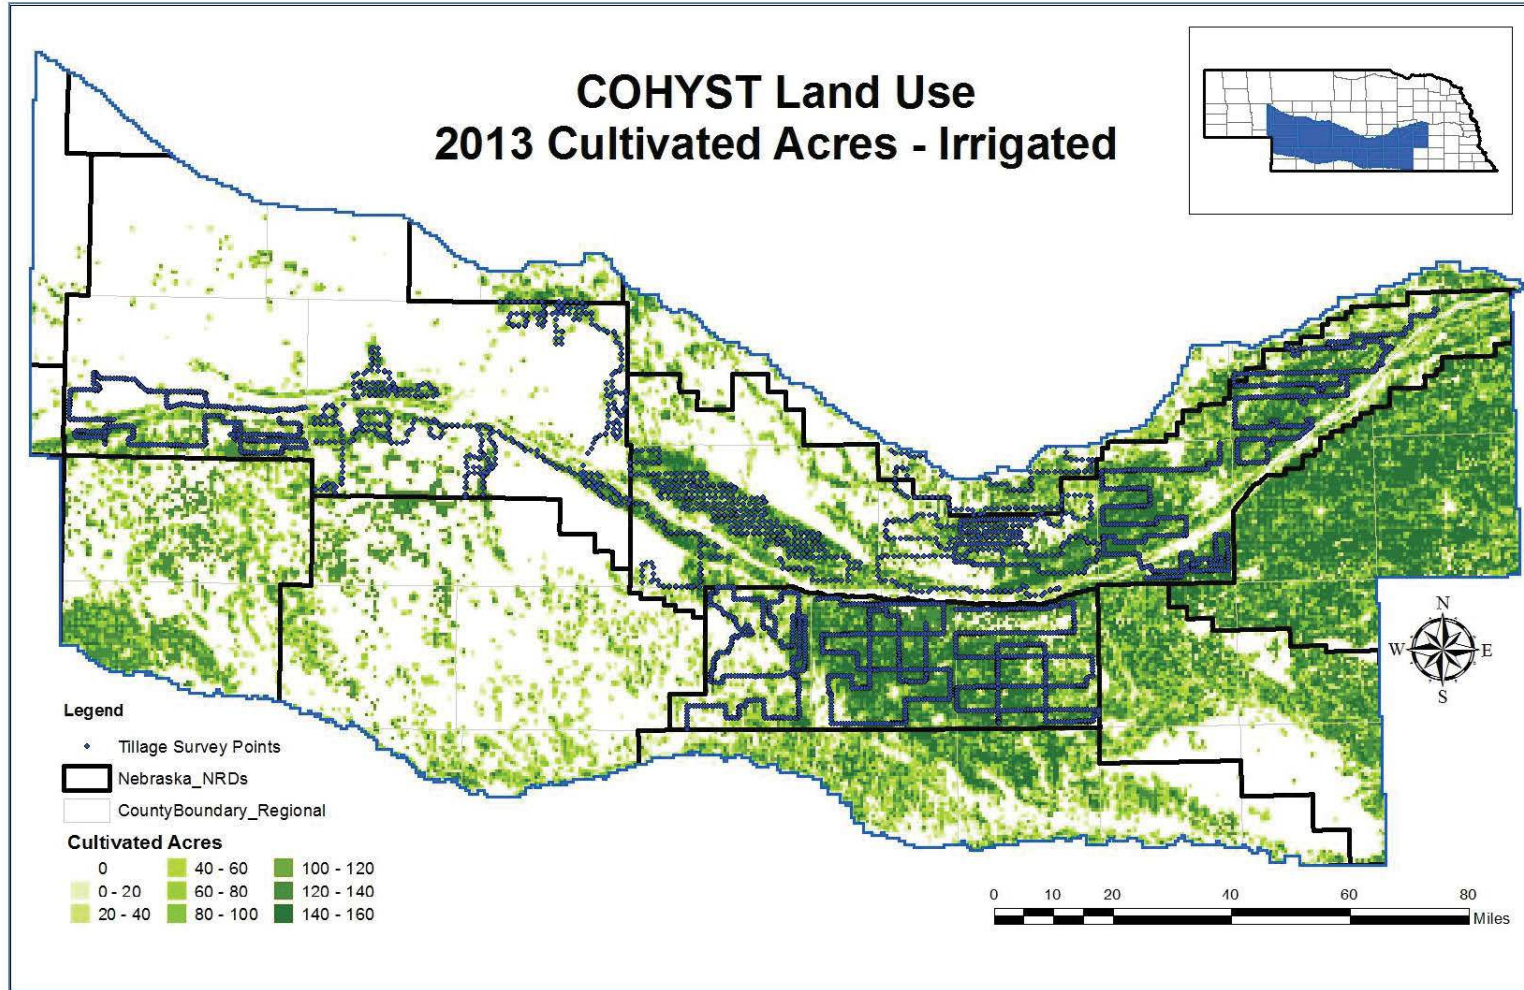 COHYST Land Use
2013 Cultivated Acres - Irrigated
N
W
E
S
Legend
Tillage Survey Points
Nebraska_NRDs
CountyBoundary_Regional
Cultivated Acres
0
0 - 20
20 - 40
40 - 60
60 - 80
80 - 100
100 - 120
120 - 140
140 - 160
0 10 20 40 60 80
Miles